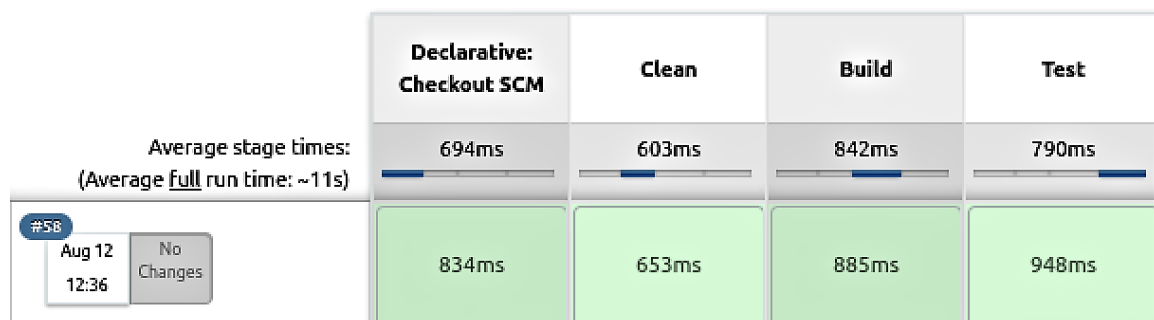 Declarative:
Checkout SCM
Clean
Build
Test
Average stage times:
(Average full run time: ~11s)
694ms
603ms
842ms
790ms
#58
Aug 12
12:36
No
Changes
834ms
653ms
885ms
948ms